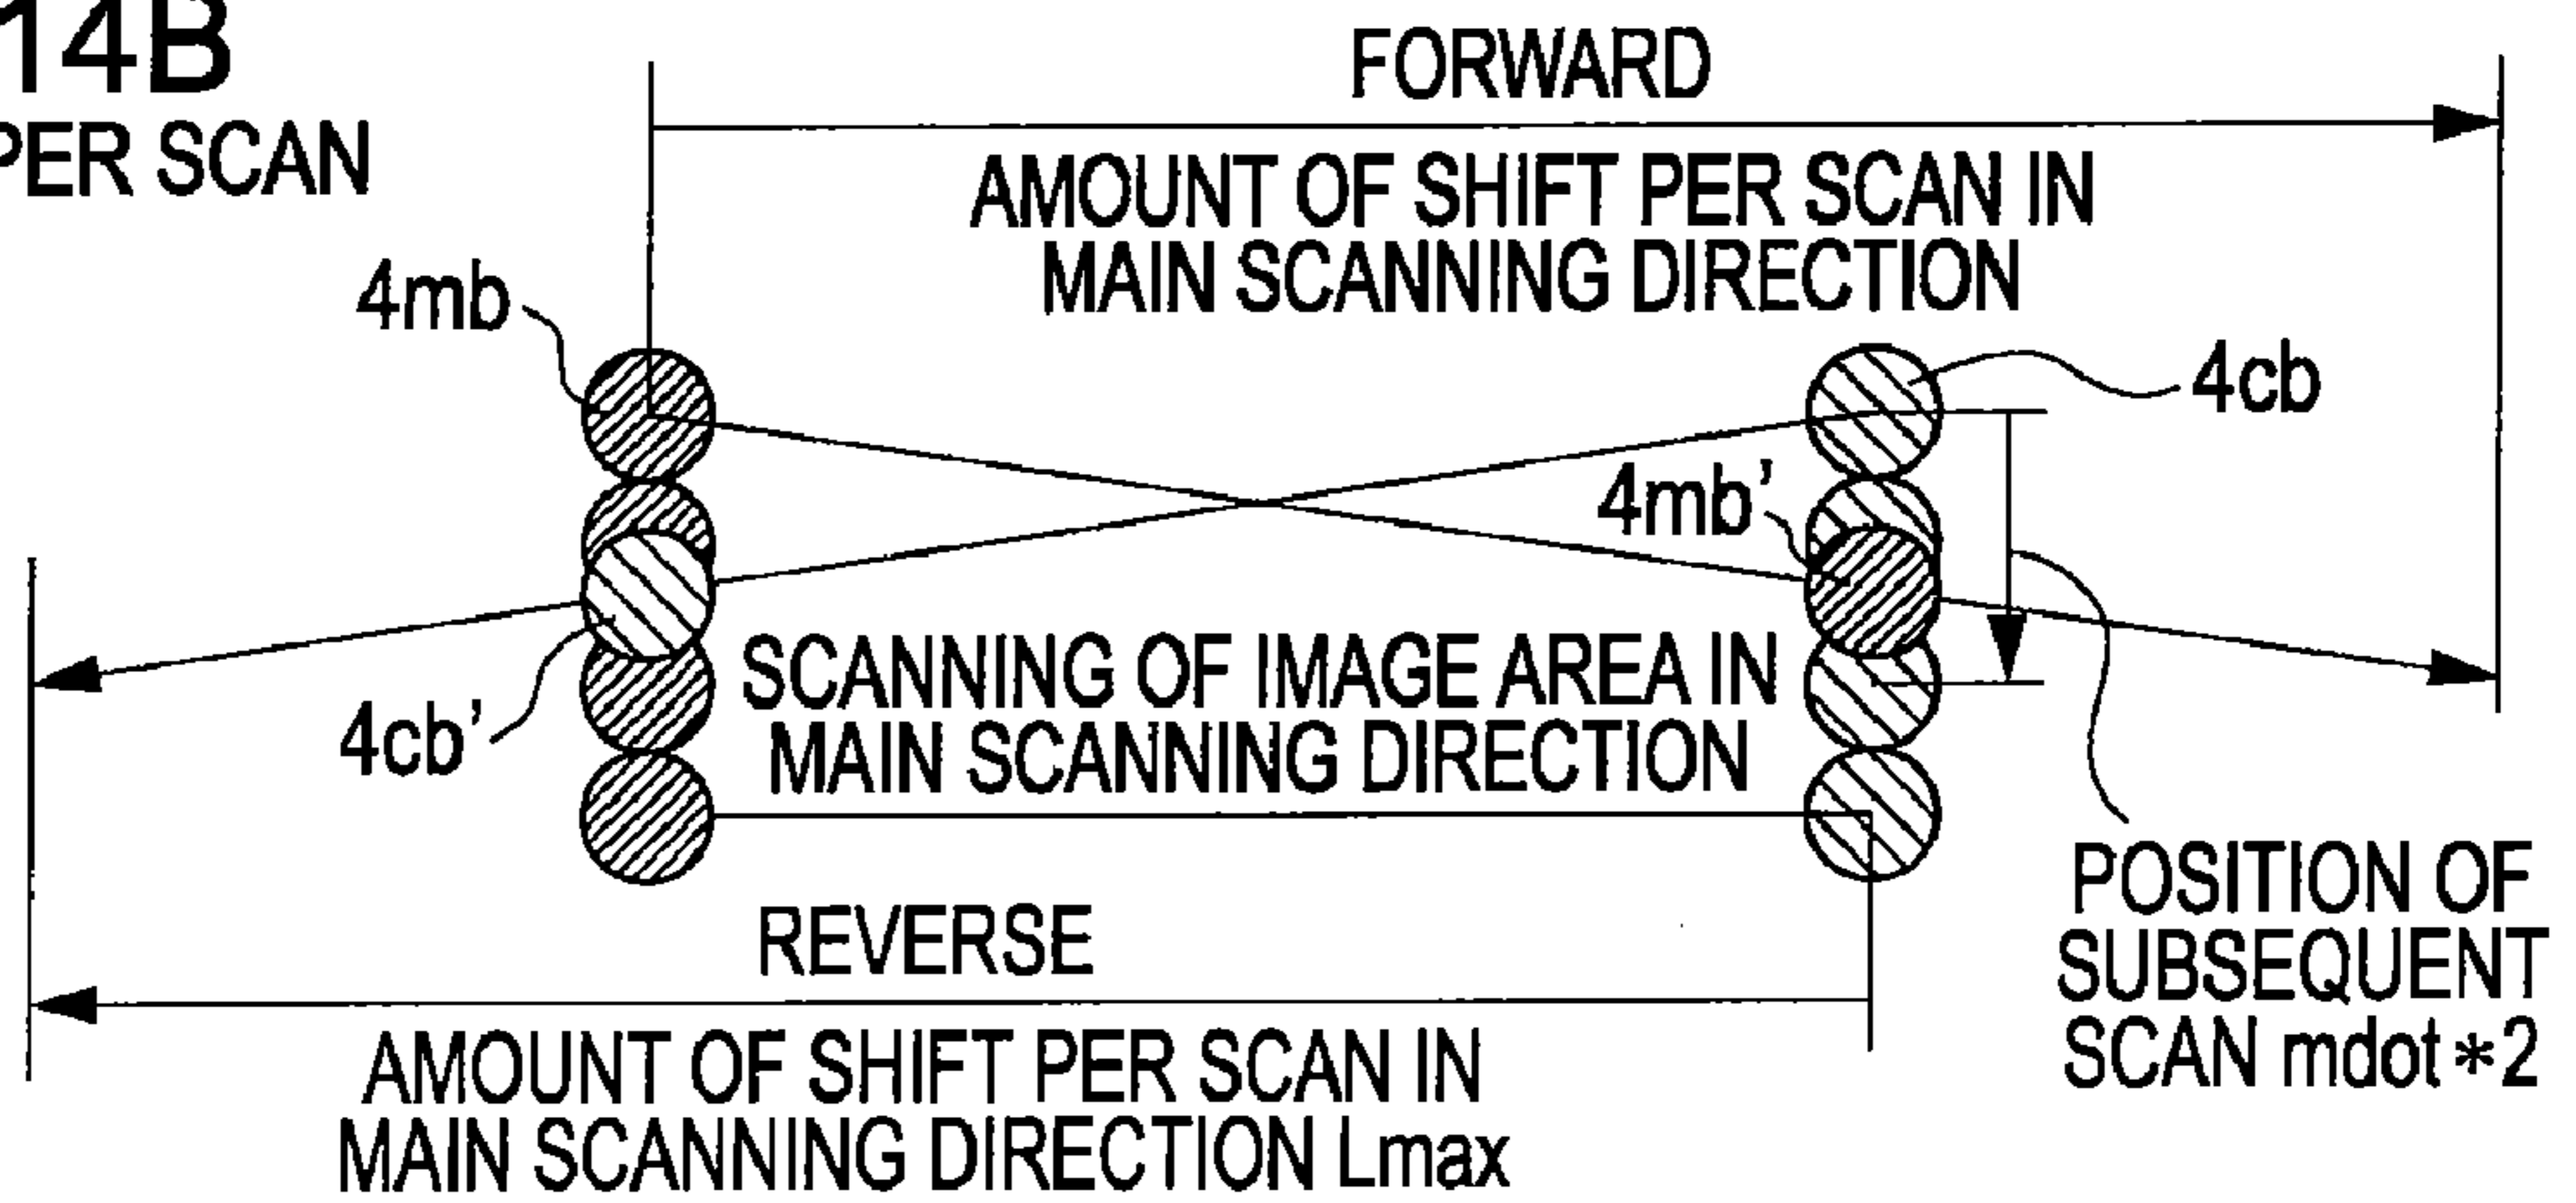 14B
PER SCAN
FORWARD
AMOUNT OF SHIFT PER SCAN IN
MAIN SCANNING DIRECTION
4mb
4cb
4mb'
SCANNING OF IMAGE AREA IN
MAIN SCANNING DIRECTION
4cb'
POSITION OF
SUBSEQUENT
SCAN mdot*2
REVERSE
AMOUNT OF SHIFT PER SCAN IN
MAIN SCANNING DIRECTION Lmax